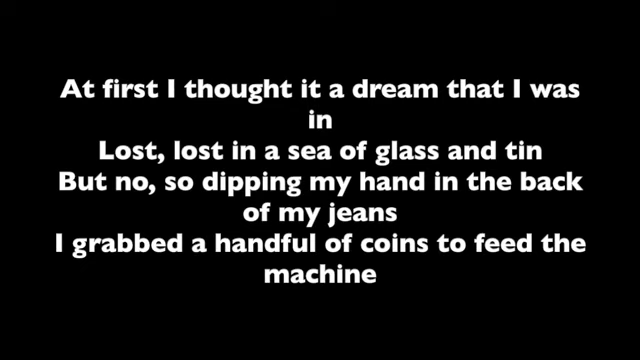 At first I thought it a dream that I was
in
Lost, lost in a sea of glass and tin
But no, so dipping my hand in the back
of my jeans
I grabbed a handful of coins to feed the
machine